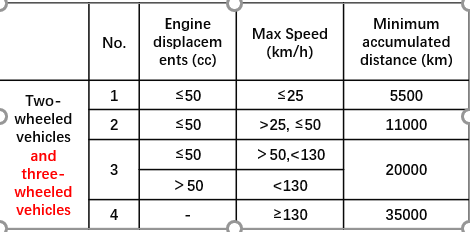 No.
Engine
displacem
ents (cc)
Max Speed
(km/h)
Minimum
accumulated
distance (km)
Two-
wheeled
vehicles
and
three-
wheeled
vehicles
1
≤50
≤25
5500
2
≤50
>25, ≤50
11000
3
≤50
>50,<130
>50
<130
20000
4
-
≥130
35000